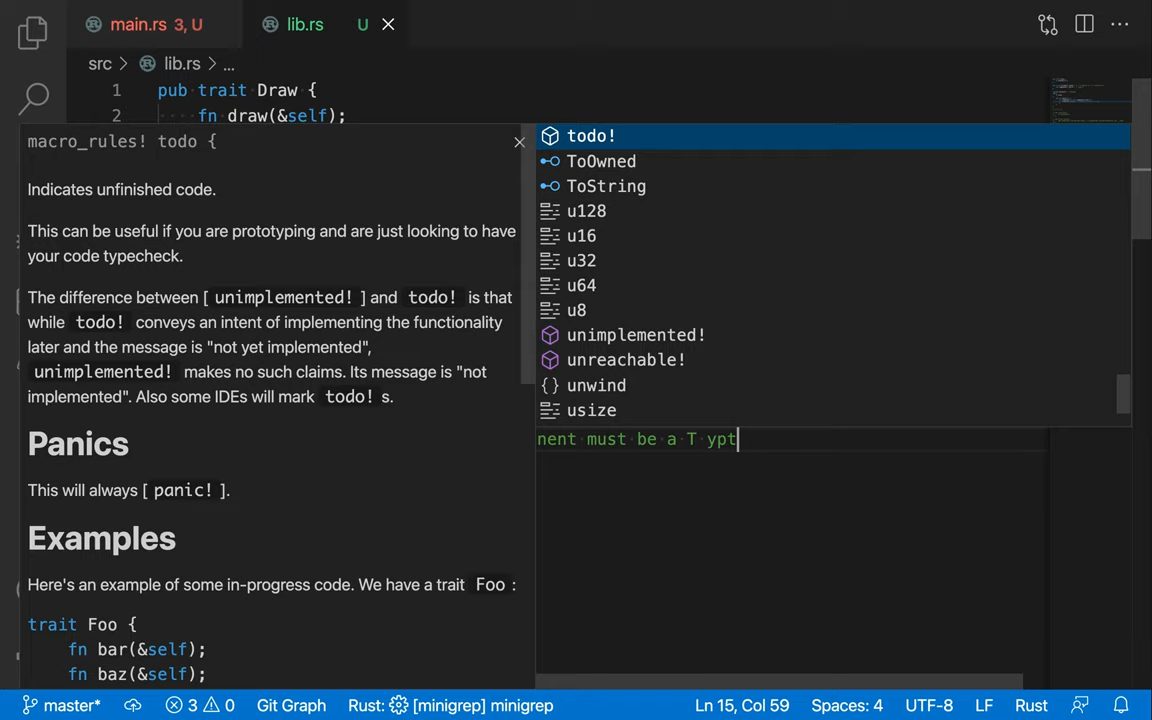 main.rs 3, U
lib.rs U
src > lib.rs > ...
1 pub trait Draw {
2 fn draw(&self);
macro_rules! todo {
Indicates unfinished code.
This can be useful if you are prototyping and are just looking to have
your code typecheck.
The difference between [ unimplemented! ] and todo! is that
while todo! conveys an intent of implementing the functionality
later and the message is "not yet implemented",
unimplemented! makes no such claims. Its message is "not
implemented". Also some IDEs will mark todo! s.
Panics
This will always [ panic! ].
Examples
Here's an example of some in-progress code. We have a trait Foo :
trait Foo {
fn bar(&self);
fn baz(&self);
todo!
ToOwned
ToString
u128
u16
u32
u64
u8
unimplemented!
unreachable!
{} unwind
usize
nent must be a T ypt
master* 3 0 Git Graph Rust: [minigrep] minigrep Ln 15, Col 59 Spaces: 4 UTF-8 LF Rust